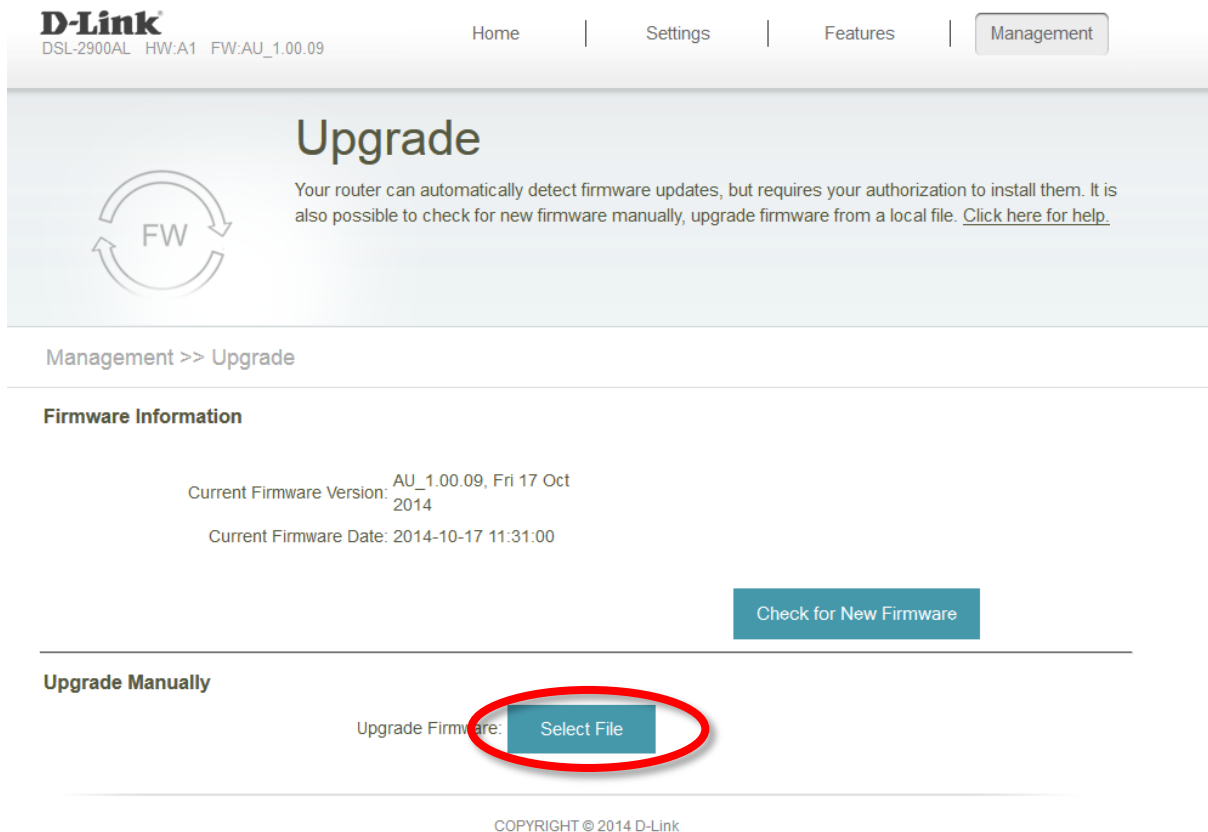 D-Link
DSL-2900AL HW:A1 FW:AU_1.00.09
Home
Settings
Features
Management
Upgrade
Your router can automatically detect firmware updates, but requires your authorization to install them. It is
also possible to check for new firmware manually, upgrade firmware from a local file. Click here for help.
FW
Management >> Upgrade
Firmware Information
Current Firmware Version: AU_1.00.09, Fri 17 Oct
2014
Current Firmware Date: 2014-10-17 11:31:00
Check for New Firmware
Upgrade Manually
Upgrade Firmware: Select File
COPYRIGHT © 2014 D-Link